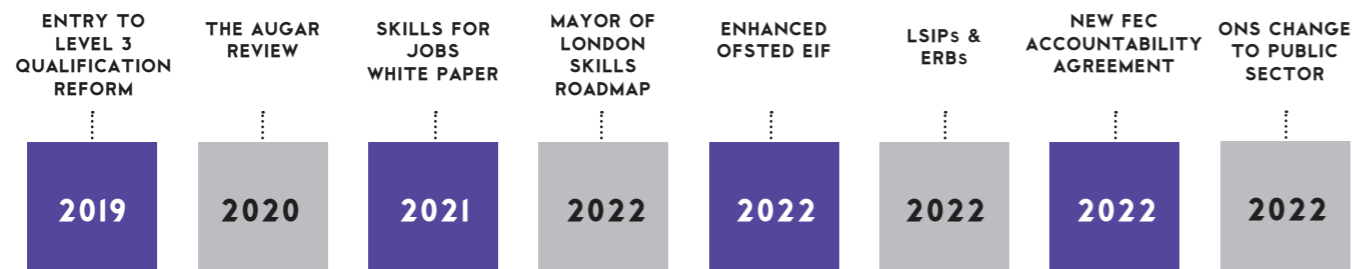 ENTRY TO
LEVEL 3
QUALIFICATION
REFORM
THE AUGAR
REVIEW
SKILLS FOR
JOBS
WHITE PAPER
MAYOR OF
LONDON
SKILLS
ROADMAP
ENHANCED
OFSTED EIF
LSIPs &
ERBs
NEW FEC
ACCOUNTABILITY
AGREEMENT
ONS CHANGE
TO PUBLIC
SECTOR
2019
2020
2021
2022
2022
2022
2022
2022